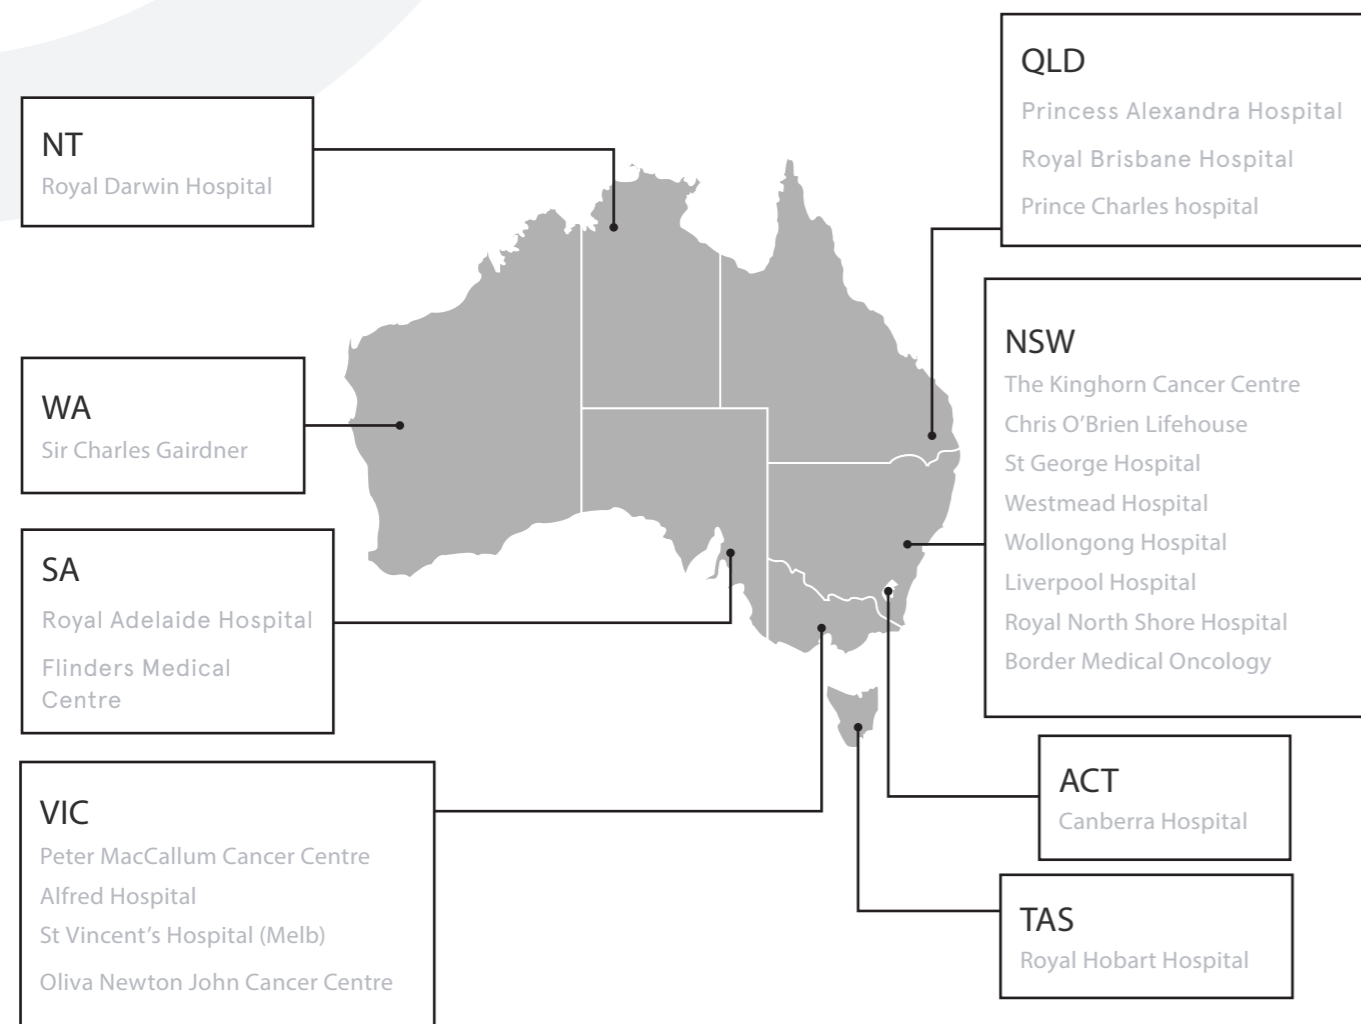 NT
Royal Darwin Hospital
WA
Sir Charles Gairdner
SA
Royal Adelaide Hospital
Flinders Medical
Centre
VIC
Peter MacCallum Cancer Centre
Alfred Hospital
St Vincent’s Hospital (Melb)
Oliva Newton John Cancer Centre
QLD
Princess Alexandra Hospital
Royal Brisbane Hospital
Prince Charles hospital
NSW
The Kinghorn Cancer Centre
Chris O’Brien Lifehouse
St George Hospital
Westmead Hospital
Wollongong Hospital
Liverpool Hospital
Royal North Shore Hospital
Border Medical Oncology
ACT
Canberra Hospital
TAS
Royal Hobart Hospital